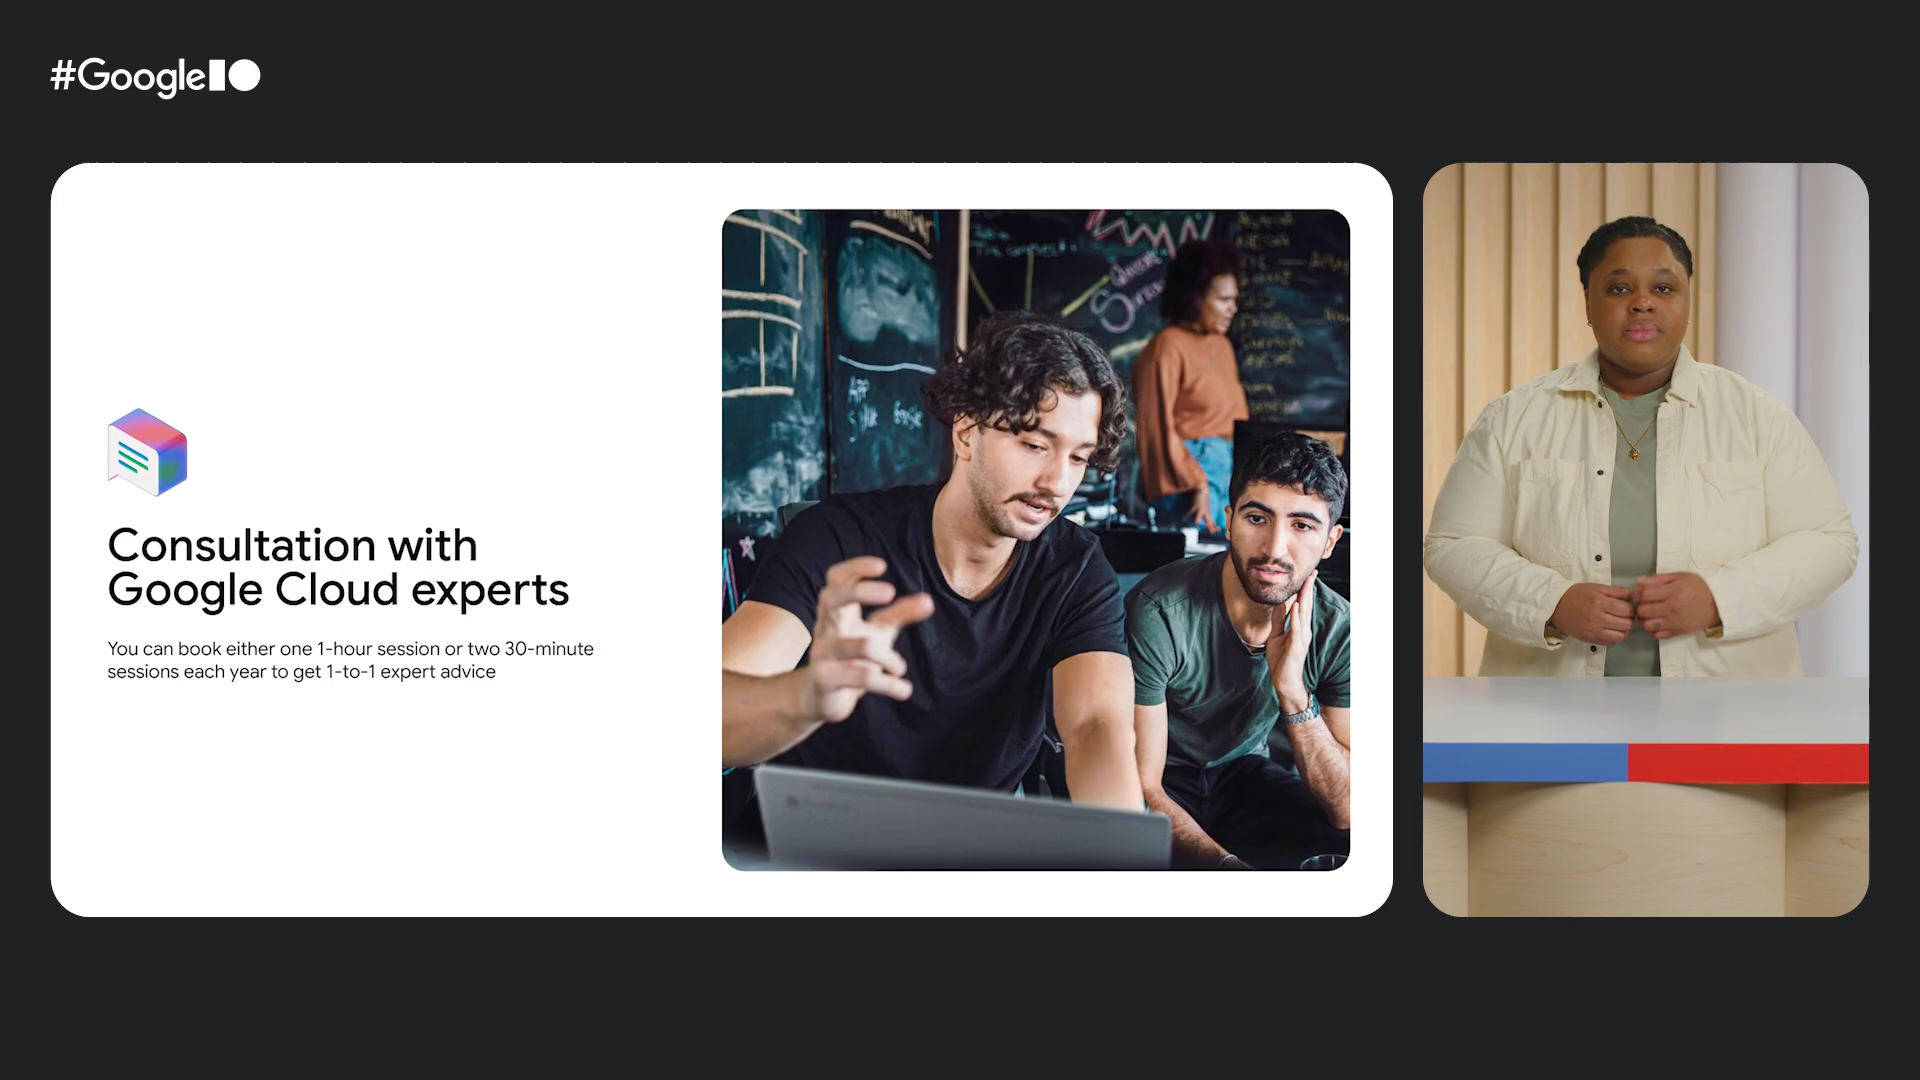 #GoogleIO
Consultation with
Google Cloud experts
You can book either one 1-hour session or two 30-minute
sessions each year to get 1-to-1 expert advice